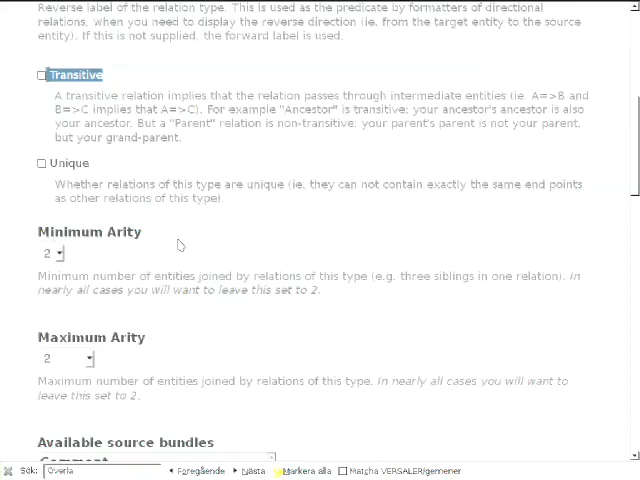 Reverse label of the relation type. This is used as the predicate by formatters of directional
relations, when you need to display the reverse direction (ie, from the target entity to the source
entity). If this is not supplied, the forward label is used.
Transitive
A transitive relation implies that the relation passes through intermediate entities (ie. A=>B and
B=>C implies that A=>C). For example "Ancestor" is transitive: your ancestor's ancestor is also
your ancestor. But a "Parent" relation is non-transitive: your parent's parent is not your parent,
but your grand-parent.
Unique
Whether relations of this type are unique (ie. they can not contain exactly the same end points
as other relations of this type).
Minimum Arity
2
Minimum number of entities joined by relations of this type (e.g. three siblings in one relation). In
nearly all cases you will want to leave this set to 2.
Maximum Arity
2
Maximum number of entities joined by relations of this type. In nearly all cases you will want to
leave this set to 2.
Available source bundles
Comment
Sök: Överla Föregående Nästa Markera alla Matcha VERSALER/gemener